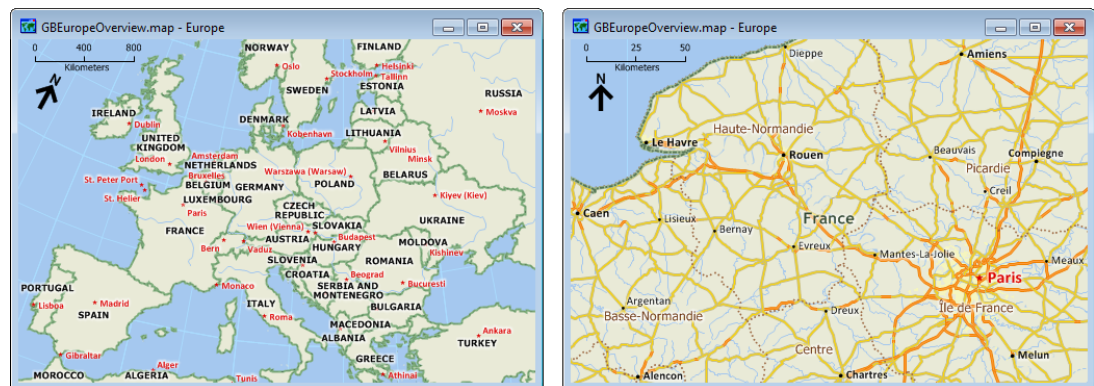 GBEuropeOverview.map - Europe
0 400 800
Kilometers
N
NORWAY
FINLAND
Oslo
Helsinki
Stockholm
Tallinn
SWEDEN
ESTONIA
RUSSIA
Moskva
LATVIA
IRELAND
DENMARK
Dublin
UNITED
KINGDOM
Kobenhavn
LITHUANIA
Vilnius
London
Amsterdam
NETHERLANDS
Minsk
Bruxelles
BELGIUM
Warszawa (Warsaw)
BELARUS
St. Peter Port
GERMANY
POLAND
St. Helier
LUXEMBOURG
Kiyev (Kiev)
Paris
CZECH
REPUBLIC
UKRAINE
FRANCE
Wien (Vienna)
SLOVAKIA
Bern
AUSTRIA
Budapest
Vaduz
HUNGARY
MOLDOVA
Kishinev
SLOVENIA
ROMANIA
CROATIA
Beograd
PORTUGAL
Monaco
SERBIA AND
MONTENEGRO
Bucuresti
Lisboa
Madrid
ITALY
BULGARIA
SPAIN
Roma
MACEDONIA
ALBANIA
Ankara
TURKEY
Gibraltar
Alger
GREECE
MOROCCO
ALGERIA
Tunis
Athinai
GBEuropeOverview.map - Europe
0 25 50
Kilometers
N
Dieppe
Amiens
Le Havre
Haute-Normandie
Rouen
Beauvais
Compiegne
Picardie
Creil
Caen
Lisieux
France
Bernay
Evreux
Mantes-La-Jolie
Meaux
Paris
Argentan
Basse-Normandie
Dreux
Île de France
Centre
Melun
Alencon
Chartres